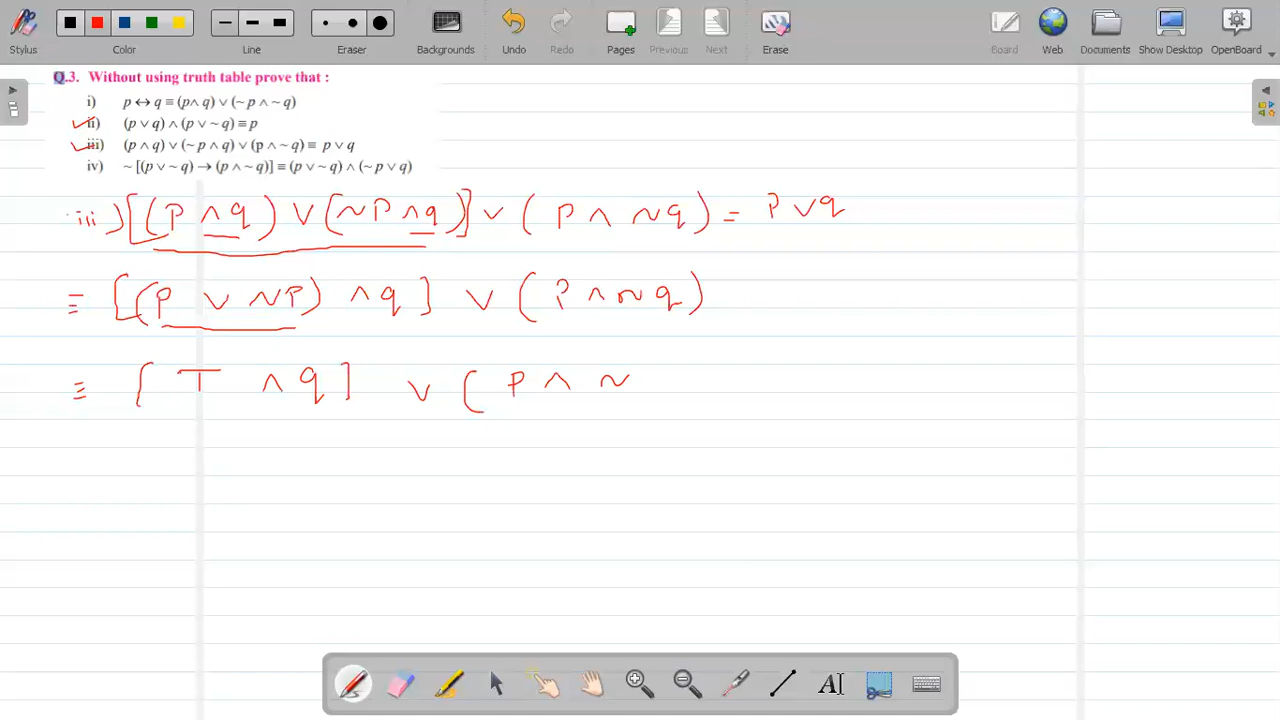 Stylus Color Line Eraser Backgrounds Undo Redo Pages Previous Next Erase Board Web Documents Show Desktop OpenBoard
Q.3. Without using truth table prove that :
i) p ↔ q ≡ (p ∧ q) ∨ (~ p ∧ ~ q)
ii) (p ∨ q) ∧ (p ∨ ~ q) ≡ p
iii) (p ∧ q) ∨ (~ p ∧ q) ∨ (p ∧ ~ q) ≡ p ∨ q
iv) ~ [(p ∨ ~ q) → (p ∧ ~ q)] ≡ (p ∨ ~ q) ∧ (~ p ∨ q)
iii) [(P ∧ q) ∨ (~P ∧ q)] ∨ (P ∧ ~q) = P ∨ q
≡ [(P ∨ ~P) ∧ q] ∨ (P ∧ ~q)
≡ [T ∧ q] ∨ (P ∧ ~
AI